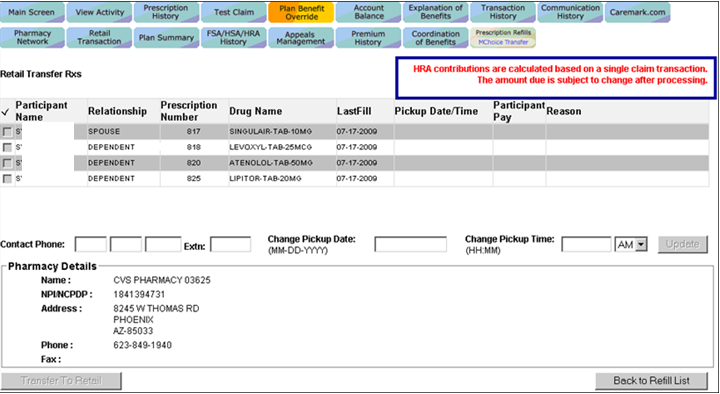 Main Screen View Activity Prescription History Test Claim Plan Benefit Override Account Balance Explanation of Benefits Transaction History Communication History Caremark.com
Pharmacy Network Retail Transaction Plan Summary FSA/HSA/HRA History Appeals Management Premium History Coordination of Benefits Prescription Refills MChoice Transfer
HRA contributions are calculated based on a single claim transaction.
Retail Transfer Rxs
The amount due is subject to change after processing.
✓ Participant Name Relationship Prescription Number Drug Name LastFill Pickup Date/Time Participant Pay Reason
S' SPOUSE 817 SINGULAIR-TAB-10MG 07-17-2009
S' DEPENDENT 818 LEVOXYL-TAB-25MCG 07-17-2009
S' DEPENDENT 820 ATENOLOL-TAB-50MG 07-17-2009
S' DEPENDENT 825 LIPITOR-TAB-20MG 07-17-2009
Contact Phone: Extn: Change Pickup Date: (MM-DD-YYYY) Change Pickup Time: (HH:MM) AM Update
Pharmacy Details
Name : CVS PHARMACY 03625
NPI/NCPDP : 1841394731
Address : 8245 W THOMAS RD
PHOENIX
AZ-85033
Phone : 623-849-1940
Fax :
Transfer To Retail Back to Refill List